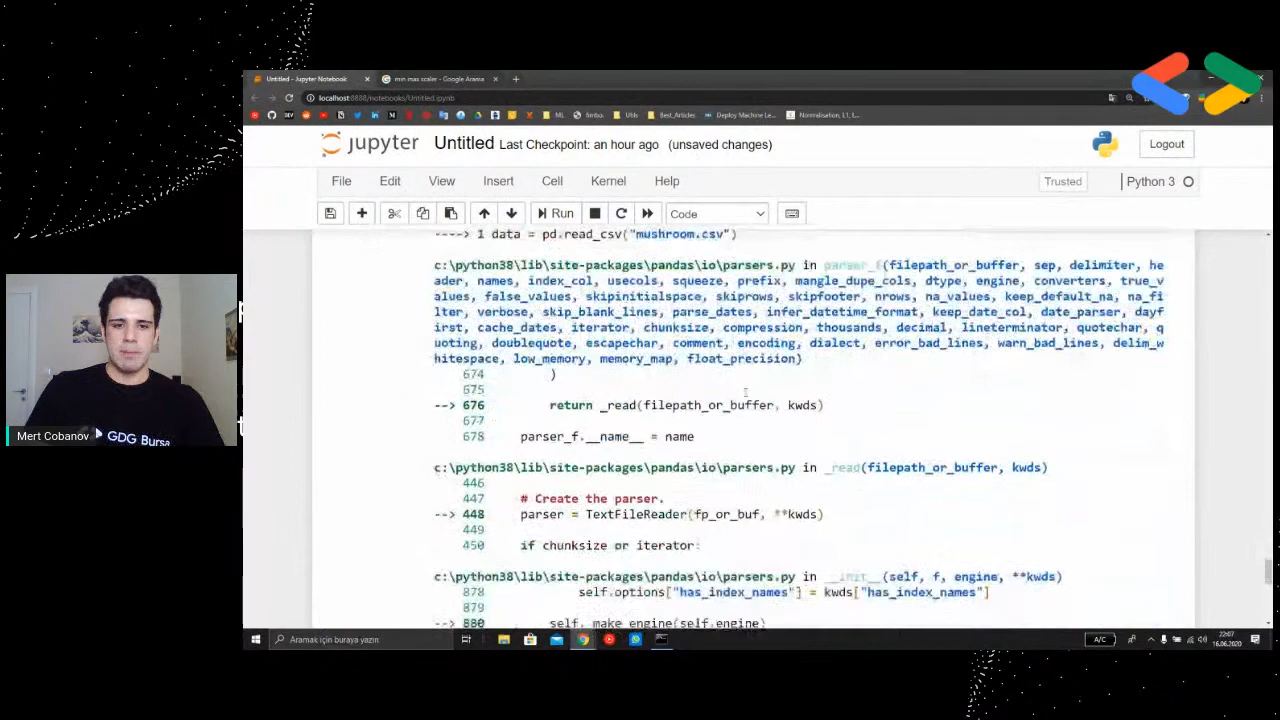 Untitled - Jupyter Notebook
min max scaler - Google Arama
localhost:8888/notebooks/Untitled.ipynb
ML
Utils
Best_Articles
Deploy Machine Le...
Normalisation, L1, l...
jupyter Untitled Last Checkpoint: an hour ago (unsaved changes)
Logout
File Edit View Insert Cell Kernel Help
Trusted
Python 3
Run
Code
----> 1 data = pd.read_csv("mushroom.csv")
c:\python38\lib\site-packages\pandas\io\parsers.py in parser_f(filepath_or_buffer, sep, delimiter, he
ader, names, index_col, usecols, squeeze, prefix, mangle_dupe_cols, dtype, engine, converters, true_v
alues, false_values, skipinitialspace, skiprows, skipfooter, nrows, na_values, keep_default_na, na_fi
lter, verbose, skip_blank_lines, parse_dates, infer_datetime_format, keep_date_col, date_parser, dayf
irst, cache_dates, iterator, chunksize, compression, thousands, decimal, lineterminator, quotechar, q
uoting, doublequote, escapechar, comment, encoding, dialect, error_bad_lines, warn_bad_lines, delim_w
hitespace, low_memory, memory_map, float_precision)
674 )
675
--> 676 return _read(filepath_or_buffer, kwds)
677
678 parser_f.__name__ = name
c:\python38\lib\site-packages\pandas\io\parsers.py in _read(filepath_or_buffer, kwds)
446
447 # Create the parser.
--> 448 parser = TextFileReader(fp_or_buf, **kwds)
449
450 if chunksize or iterator:
c:\python38\lib\site-packages\pandas\io\parsers.py in __init__(self, f, engine, **kwds)
878 self.options["has_index_names"] = kwds["has_index_names"]
879
--> 880 self._make_engine(self.engine)
Mert Cobanov
GDG Bursa
Aramak için buraya yazın
A/C
22:07
16.06.2020